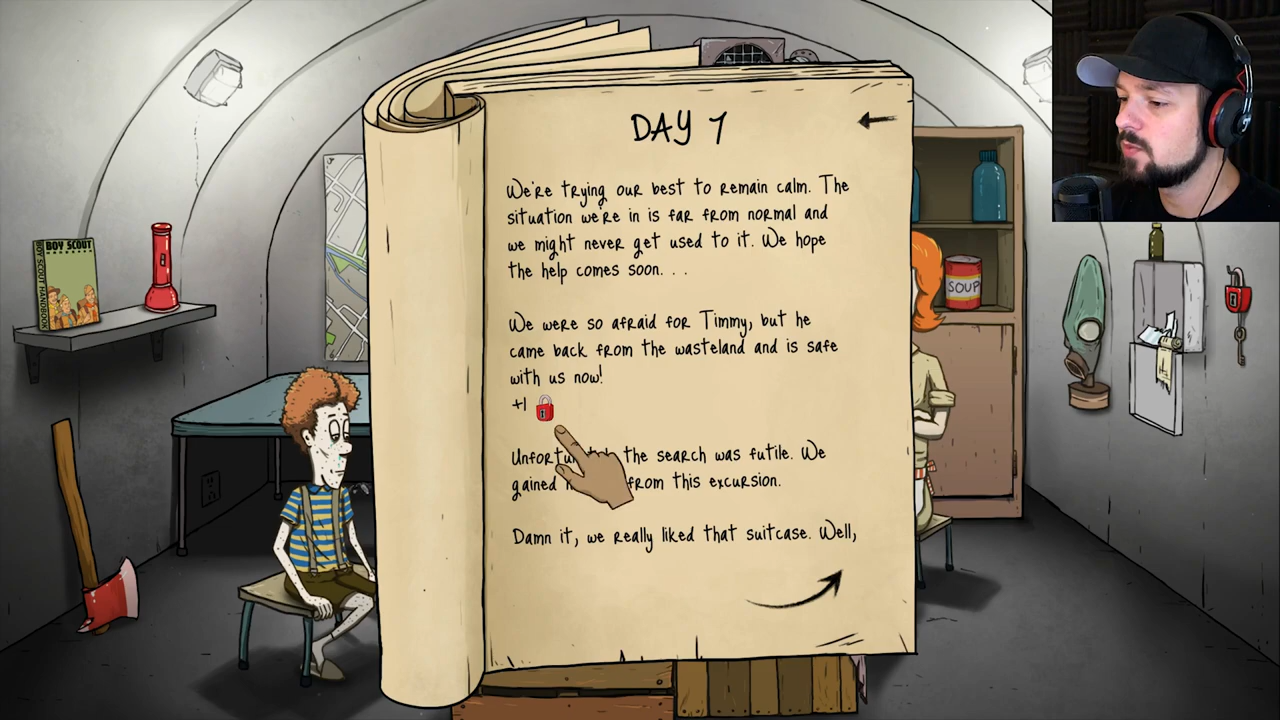 DAY 7
We're trying our best to remain calm. The
situation we're in is far from normal and
we might never get used to it. We hope
the help comes soon. . .
We were so afraid for Timmy, but he
came back from the wasteland and is safe
with us now!
+1
the search was futile. We
gained from this excursion.
Damn it, we really liked that suitcase. Well,
BOY SCOUT
BOY SCOUT HANDBOOK
SOUP